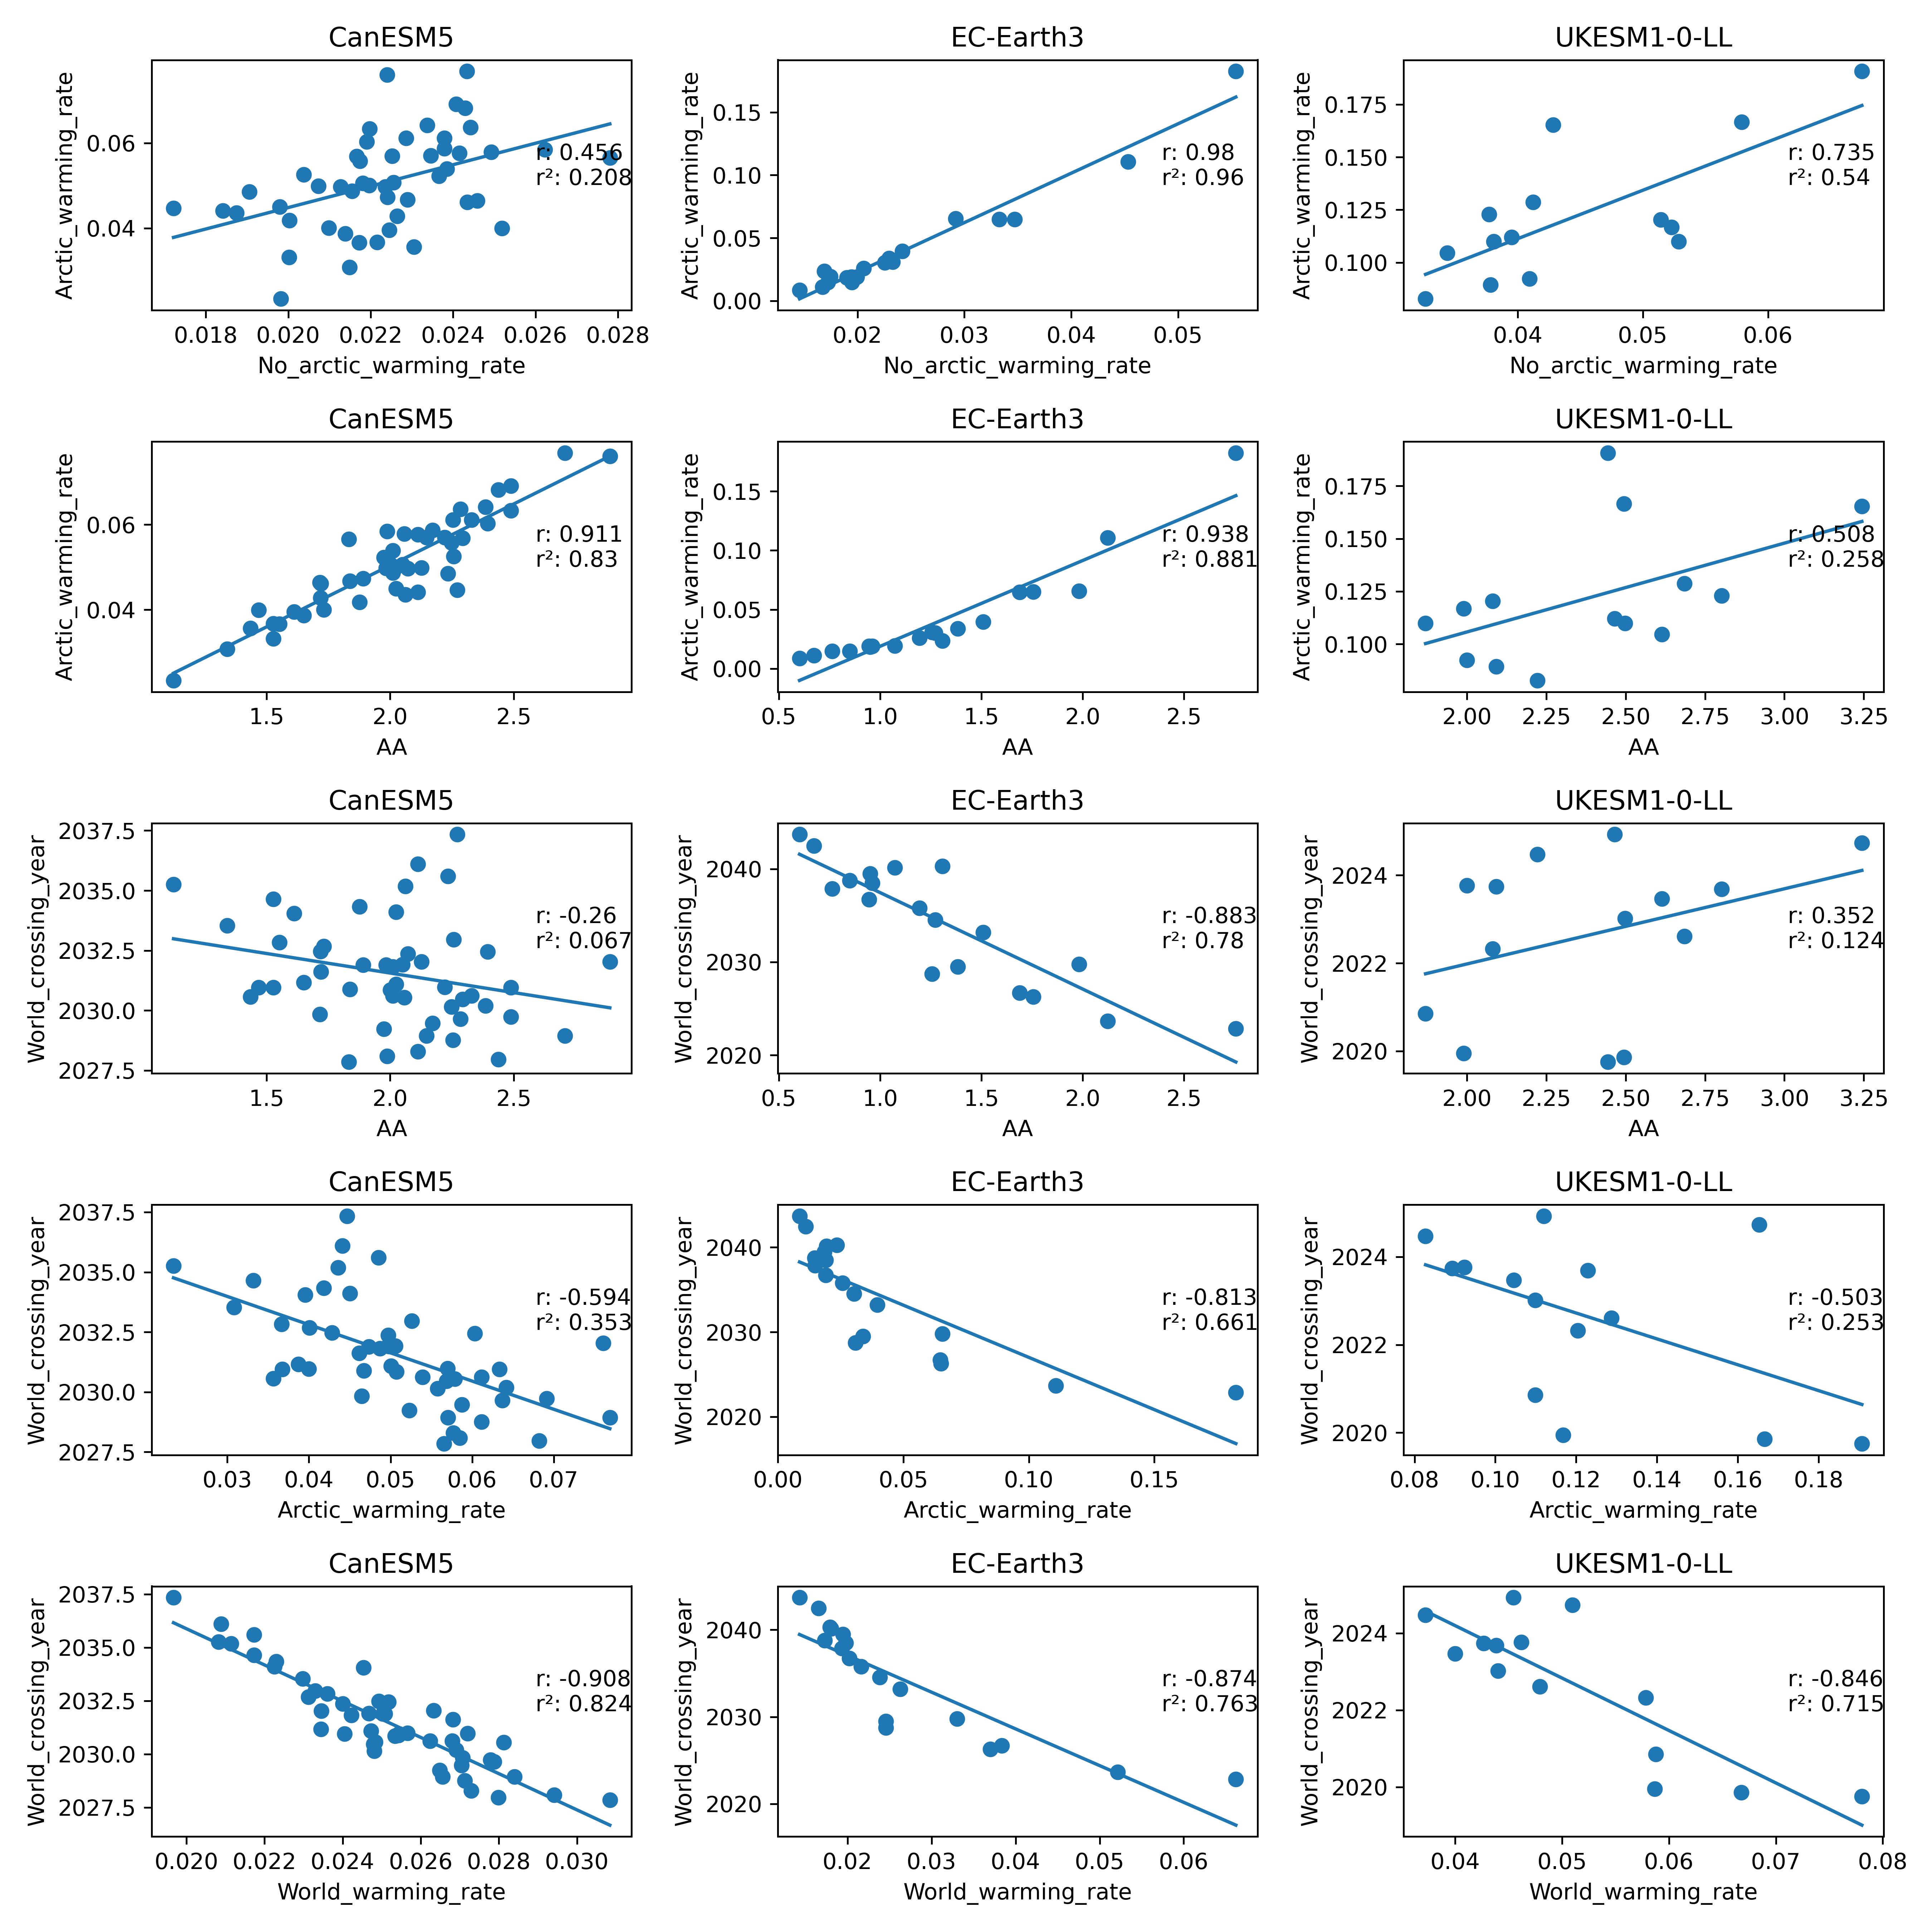 CanESM5
EC-Earth3
UKESM1-0-LL
Arctic_warming_rate
0.06
0.04
r: 0.456
r²: 0.208
0.018 0.020 0.022 0.024 0.026 0.028
No_arctic_warming_rate
Arctic_warming_rate
0.15
0.10
0.05
0.00
r: 0.98
r²: 0.96
0.02 0.03 0.04 0.05
No_arctic_warming_rate
Arctic_warming_rate
0.175
0.150
0.125
0.100
r: 0.735
r²: 0.54
0.04 0.05 0.06
No_arctic_warming_rate
CanESM5
EC-Earth3
UKESM1-0-LL
Arctic_warming_rate
0.06
0.04
r: 0.911
r²: 0.83
1.5 2.0 2.5
AA
Arctic_warming_rate
0.15
0.10
0.05
0.00
r: 0.938
r²: 0.881
0.5 1.0 1.5 2.0 2.5
AA
Arctic_warming_rate
0.175
0.150
0.125
0.100
r: 0.508
r²: 0.258
2.00 2.25 2.50 2.75 3.00 3.25
AA
CanESM5
EC-Earth3
UKESM1-0-LL
World_crossing_year
2037.5
2035.0
2032.5
2030.0
2027.5
r: -0.26
r²: 0.067
1.5 2.0 2.5
AA
World_crossing_year
2040
2030
2020
r: -0.883
r²: 0.78
0.5 1.0 1.5 2.0 2.5
AA
World_crossing_year
2024
2022
2020
r: 0.352
r²: 0.124
2.00 2.25 2.50 2.75 3.00 3.25
AA
CanESM5
EC-Earth3
UKESM1-0-LL
World_crossing_year
2037.5
2035.0
2032.5
2030.0
2027.5
r: -0.594
r²: 0.353
0.03 0.04 0.05 0.06 0.07
Arctic_warming_rate
World_crossing_year
2040
2030
2020
r: -0.813
r²: 0.661
0.00 0.05 0.10 0.15
Arctic_warming_rate
World_crossing_year
2024
2022
2020
r: -0.503
r²: 0.253
0.08 0.10 0.12 0.14 0.16 0.18
Arctic_warming_rate
CanESM5
EC-Earth3
UKESM1-0-LL
World_crossing_year
2037.5
2035.0
2032.5
2030.0
2027.5
r: -0.908
r²: 0.824
0.020 0.022 0.024 0.026 0.028 0.030
World_warming_rate
World_crossing_year
2040
2030
2020
r: -0.874
r²: 0.763
0.02 0.03 0.04 0.05 0.06
World_warming_rate
World_crossing_year
2024
2022
2020
r: -0.846
r²: 0.715
0.04 0.05 0.06 0.07 0.08
World_warming_rate